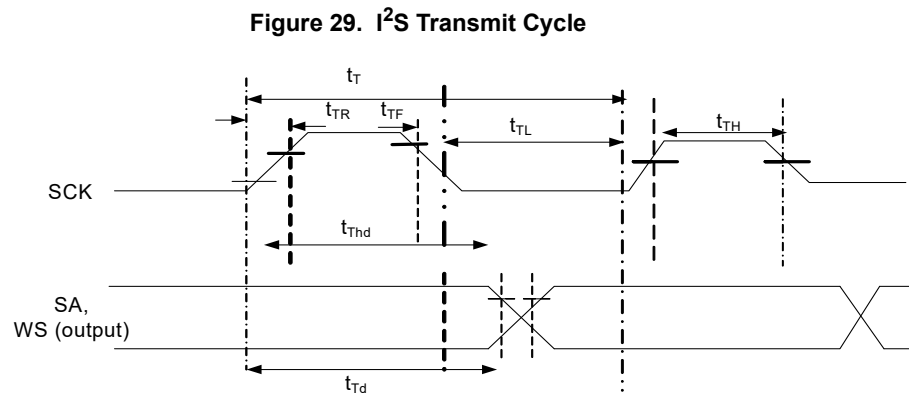 Figure 29. I²S Transmit Cycle
tT
tTR
tTF
tTL
tTH
SCK
tThd
SA,
WS (output)
tTd